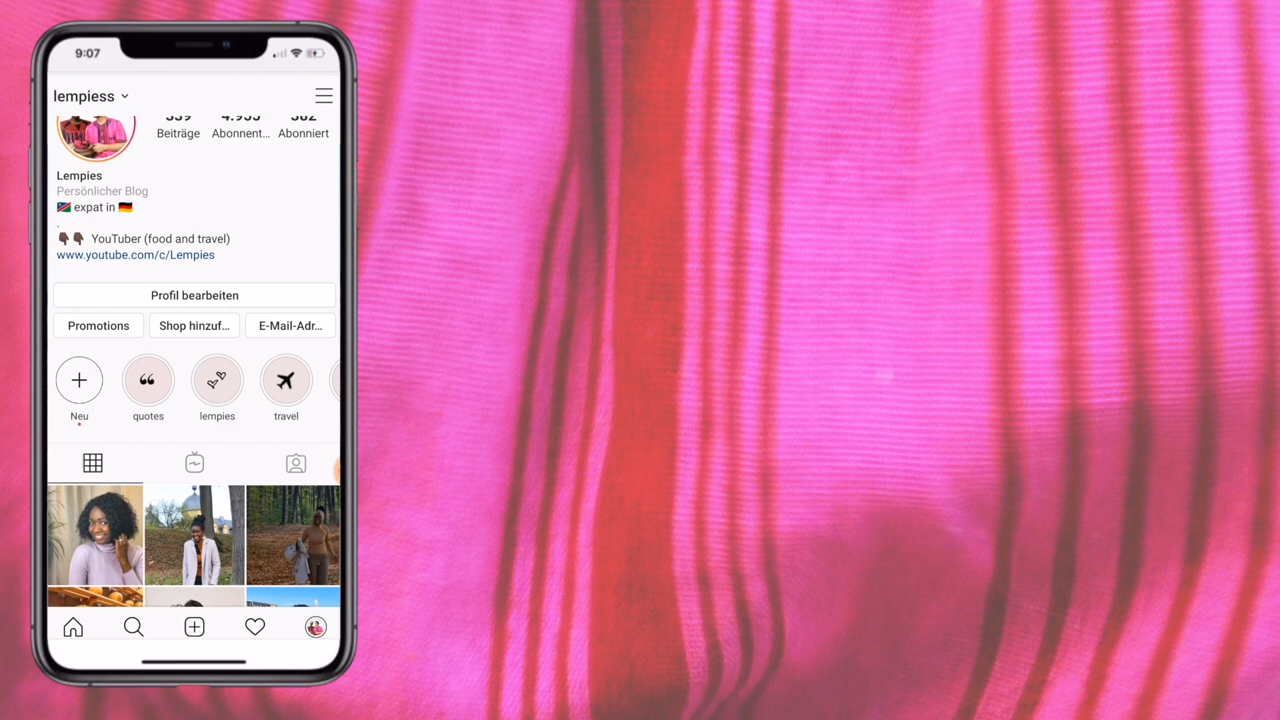 9:07
lempiess
Beiträge Abonnent... Abonniert
Lempies
Persönlicher Blog
🇳🇦 expat in 🇩🇪
.
👇🏿👇🏿 YouTuber (food and travel)
www.youtube.com/c/Lempies
Profil bearbeiten
Promotions Shop hinzuf... E-Mail-Adr...
Neu quotes lempies travel